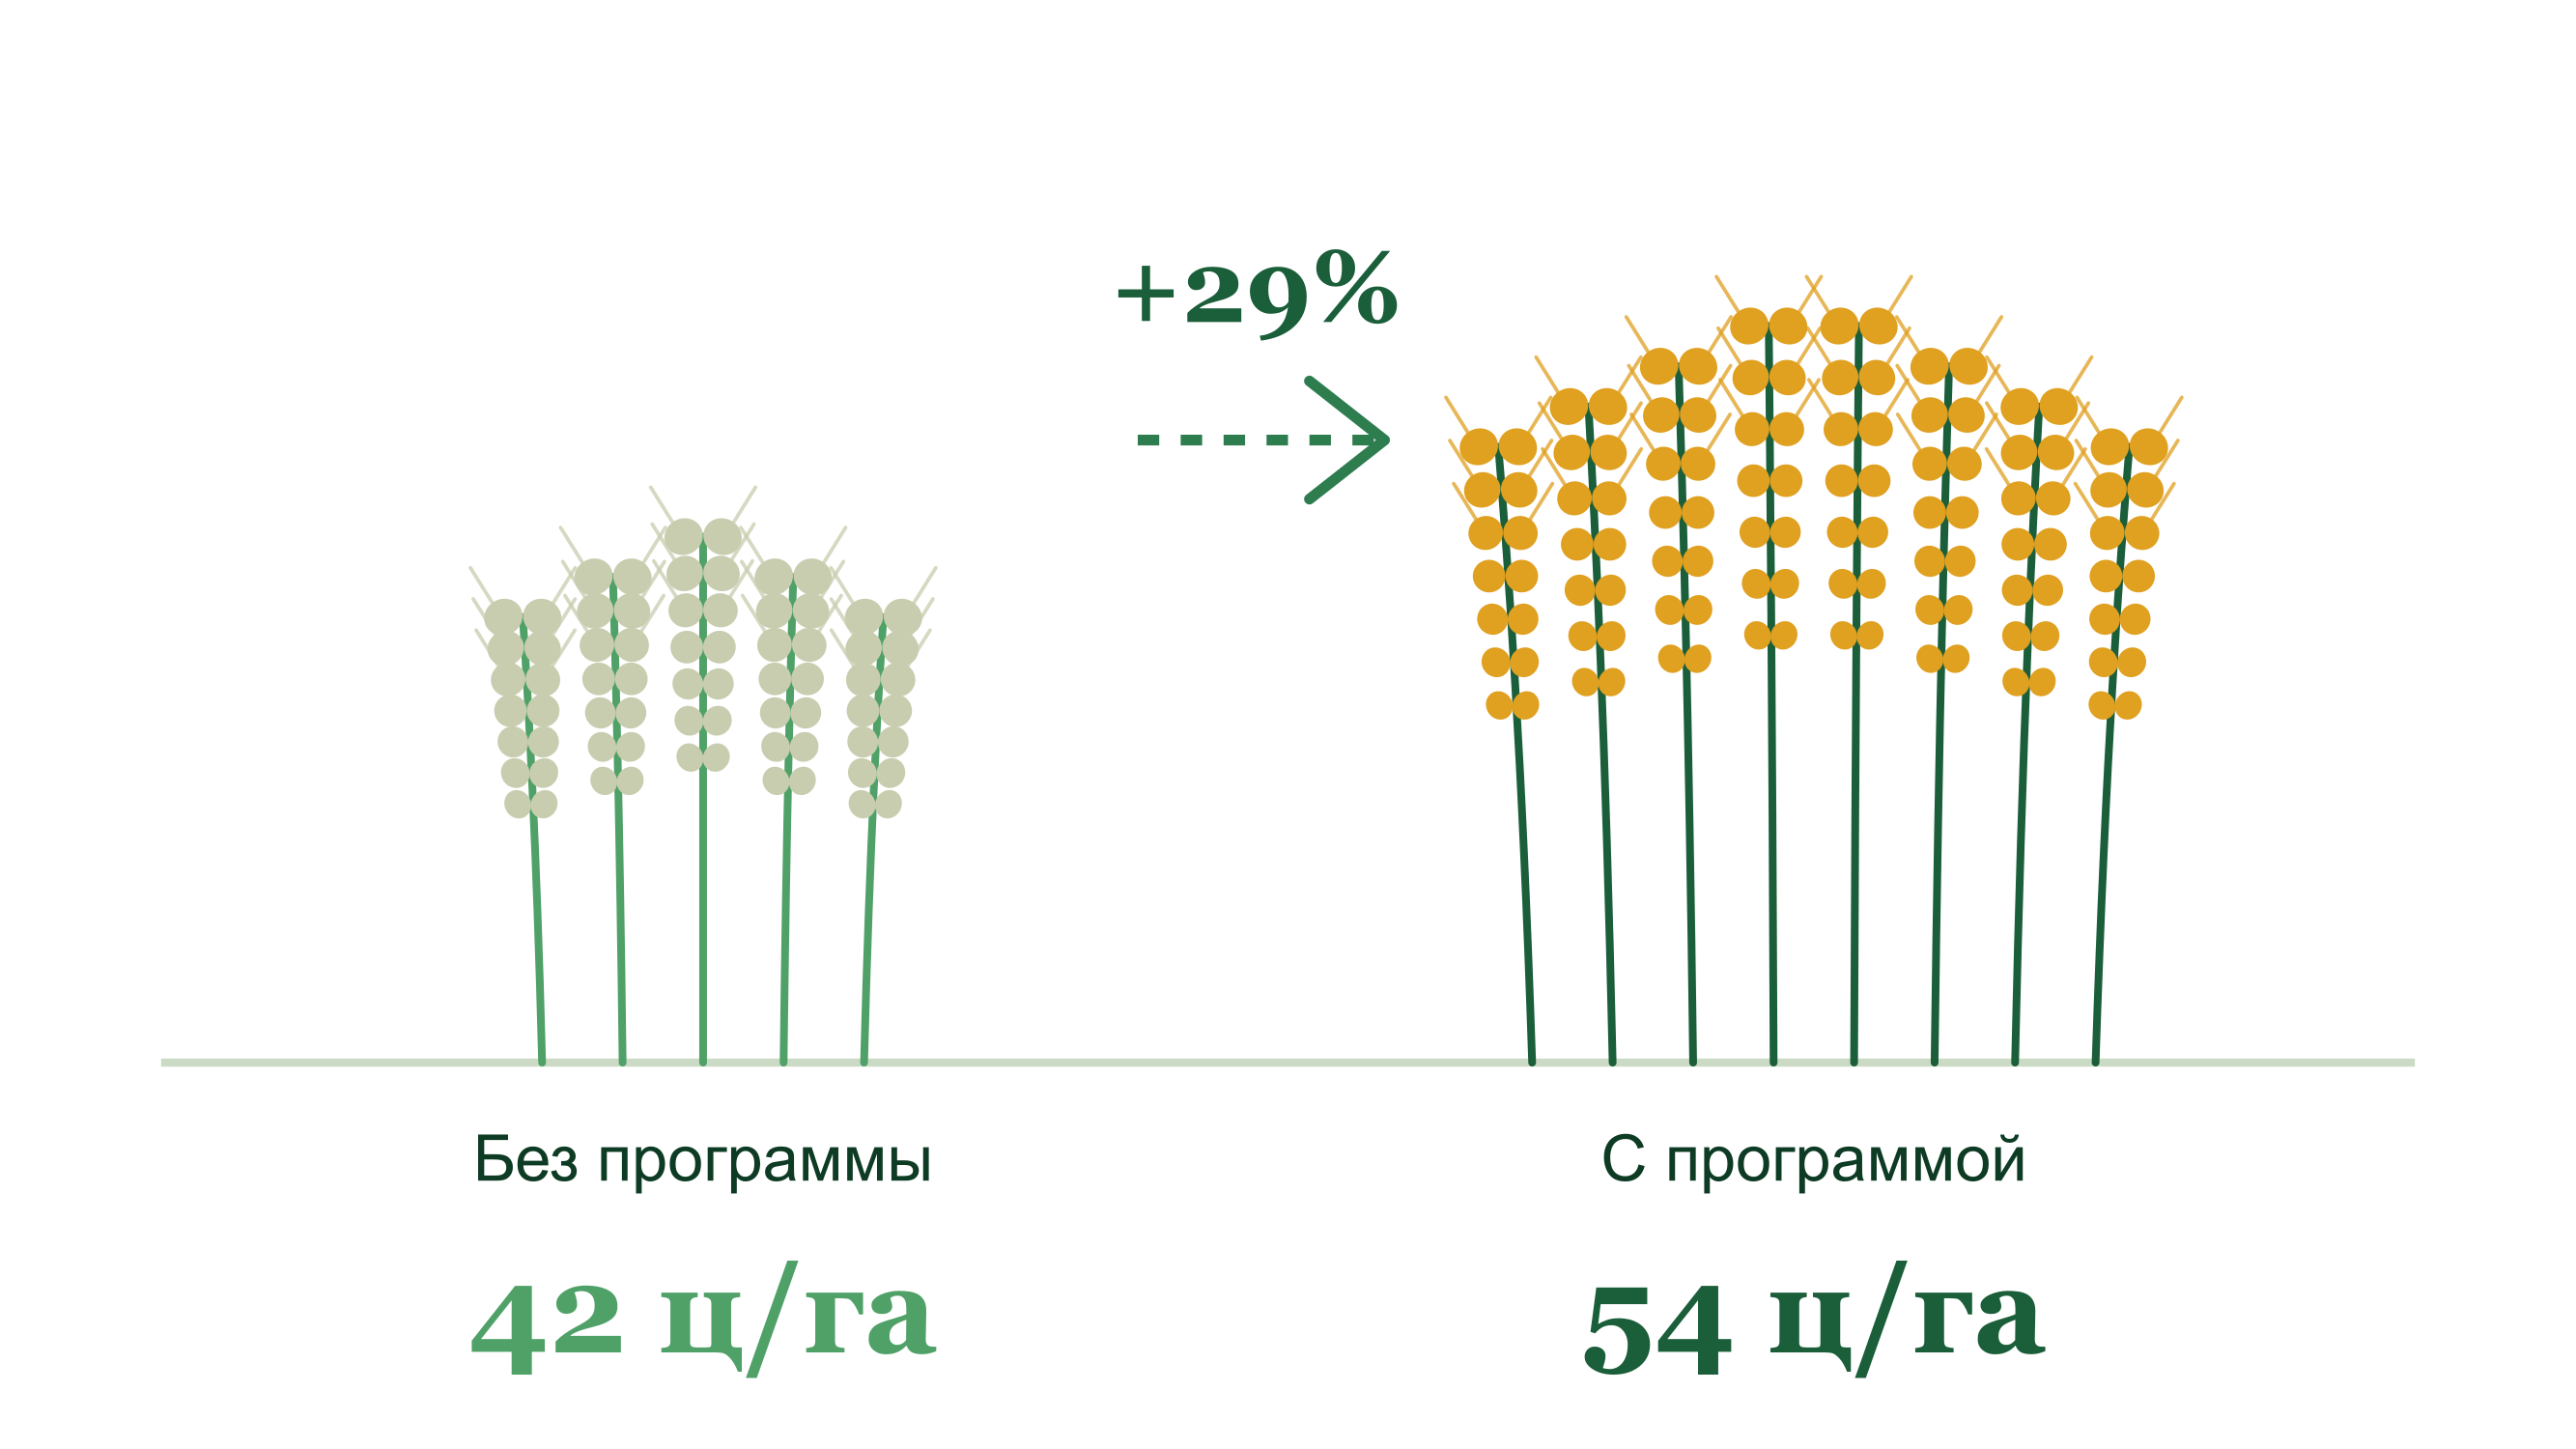 +29%
Без программы
С программой
42 ц/га
54 ц/га